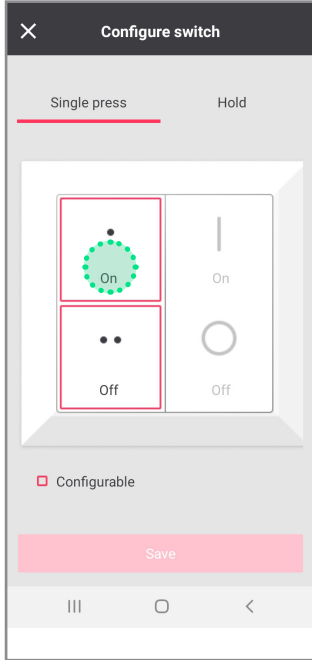 Configure switch
Single press Hold
On On
Off Off
Configurable
Save